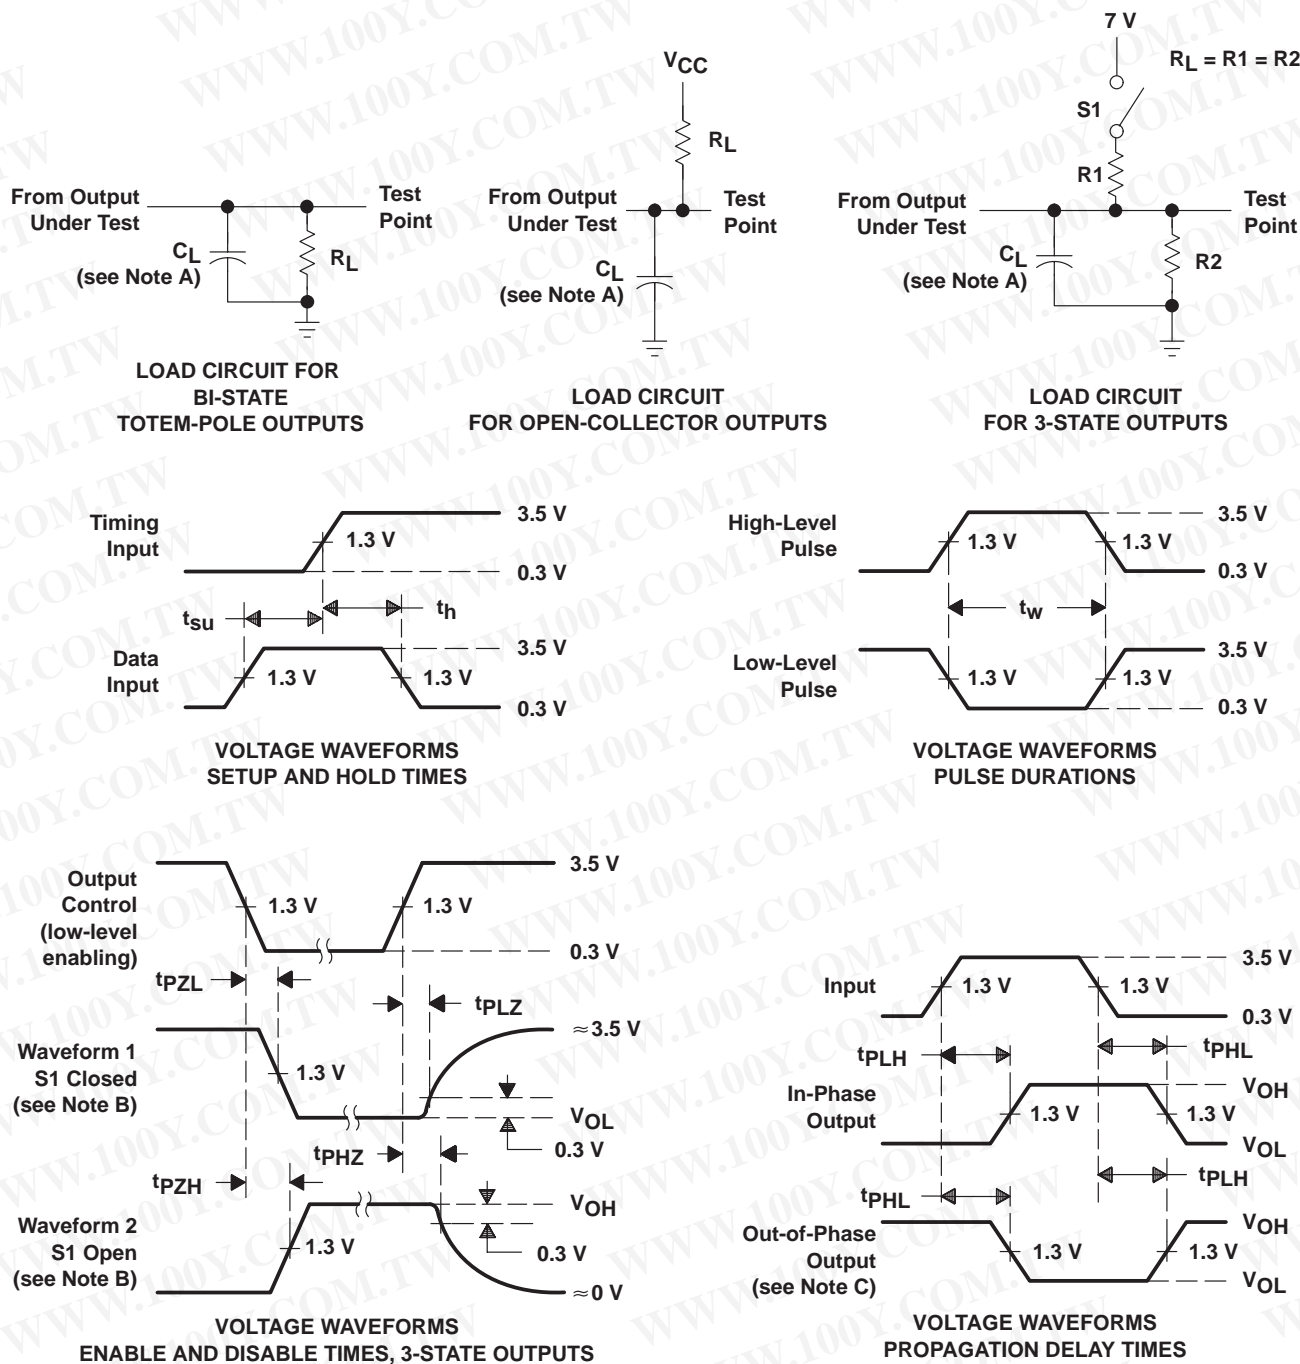 7 V
RL = R1 = R2
VCC
S1
RL
R1
From Output
Under Test
Test
Point
CL
(see Note A)
RL
From Output
Under Test
Test
Point
CL
(see Note A)
From Output
Under Test
Test
Point
CL
(see Note A)
R2
LOAD CIRCUIT FOR
BI-STATE
TOTEM-POLE OUTPUTS
LOAD CIRCUIT
FOR OPEN-COLLECTOR OUTPUTS
LOAD CIRCUIT
FOR 3-STATE OUTPUTS
Timing
Input
1.3 V
3.5 V
0.3 V
tsu
th
Data
Input
1.3 V
1.3 V
3.5 V
0.3 V
VOLTAGE WAVEFORMS
SETUP AND HOLD TIMES
High-Level
Pulse
1.3 V
1.3 V
3.5 V
0.3 V
tw
Low-Level
Pulse
1.3 V
1.3 V
3.5 V
0.3 V
VOLTAGE WAVEFORMS
PULSE DURATIONS
Output
Control
(low-level
enabling)
1.3 V
1.3 V
3.5 V
0.3 V
tPZL
tPLZ
Waveform 1
S1 Closed
(see Note B)
1.3 V
≈3.5 V
VOL
0.3 V
tPHZ
tPZH
Waveform 2
S1 Open
(see Note B)
1.3 V
VOH
0.3 V
≈0 V
VOLTAGE WAVEFORMS
ENABLE AND DISABLE TIMES, 3-STATE OUTPUTS
Input
1.3 V
1.3 V
3.5 V
0.3 V
tPLH
tPHL
In-Phase
Output
1.3 V
1.3 V
VOH
VOL
tPHL
tPLH
Out-of-Phase
Output
(see Note C)
1.3 V
1.3 V
VOH
VOL
VOLTAGE WAVEFORMS
PROPAGATION DELAY TIMES
WWW.100Y.COM.TW